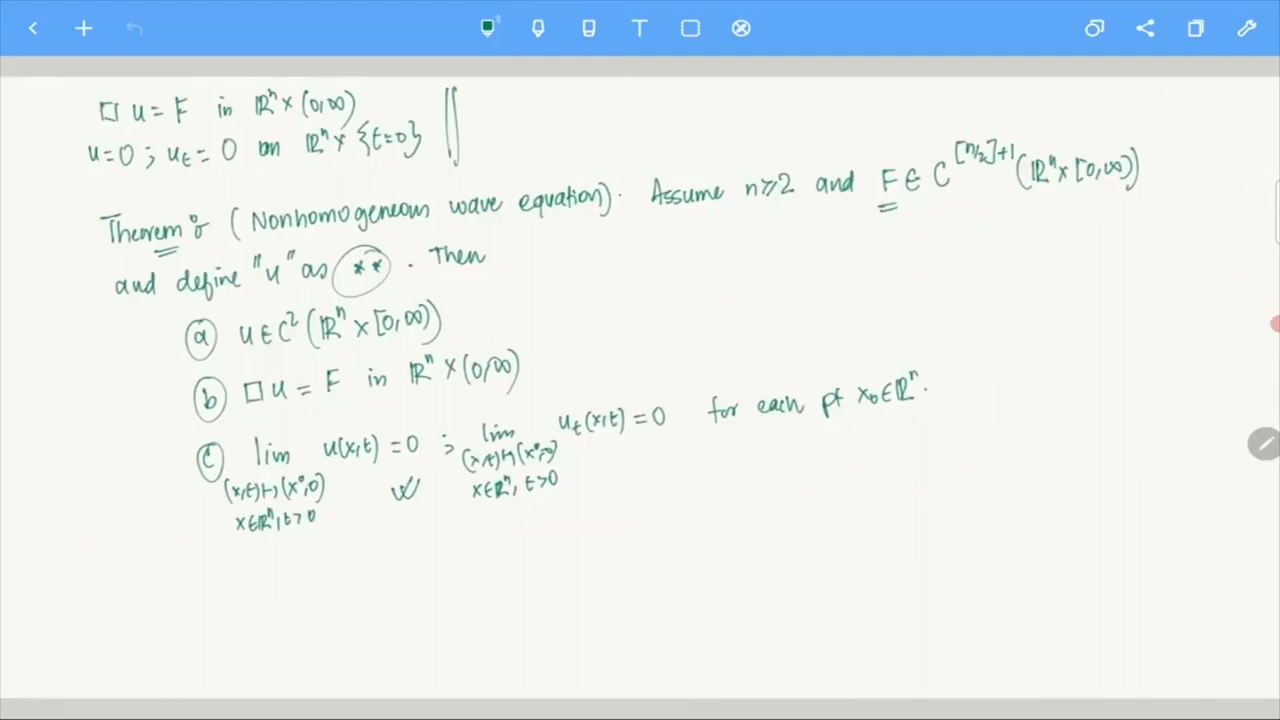 □ u = F in ℝⁿ × (0,∞)
u=0 ; u_t = 0 on ℝⁿ × {t=0}
Theorem : (Nonhomogeneous wave equation). Assume n≥2 and F ∈ C^{[n/2]+1} (ℝⁿ × [0,∞))
and define "u" as ** . Then
(a) u ∈ C² (ℝⁿ × [0,∞))
(b) □ u = F in ℝⁿ × (0,∞)
(c) lim u(x,t) = 0 ; lim u_t(x,t) = 0 for each pt x₀ ∈ ℝⁿ.
(x,t)→(x⁰,0) (x,t)→(x⁰,0)
x∈ℝⁿ, t>0 x∈ℝⁿ, t>0